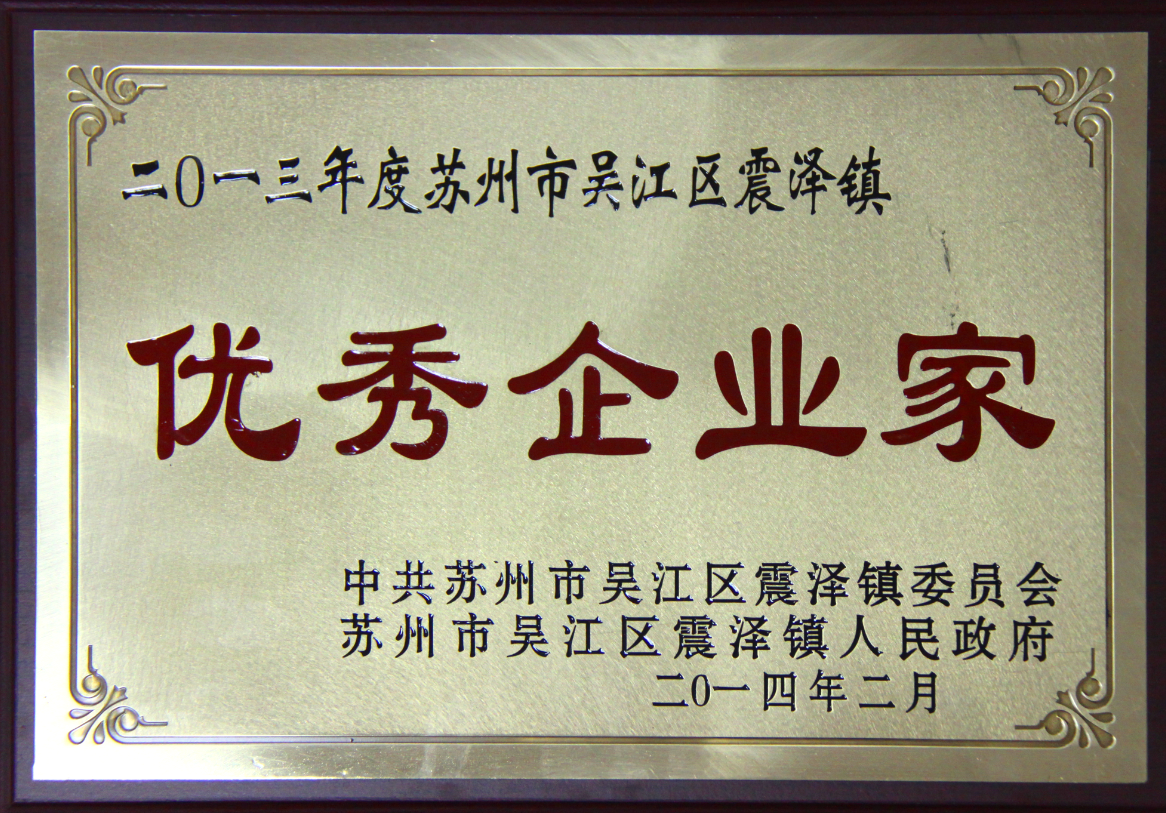 二0一三年度苏州市吴江区震泽镇
优秀企业家
中共苏州市吴江区震泽镇委员会
苏州市吴江区震泽镇人民政府
二0一四年二月